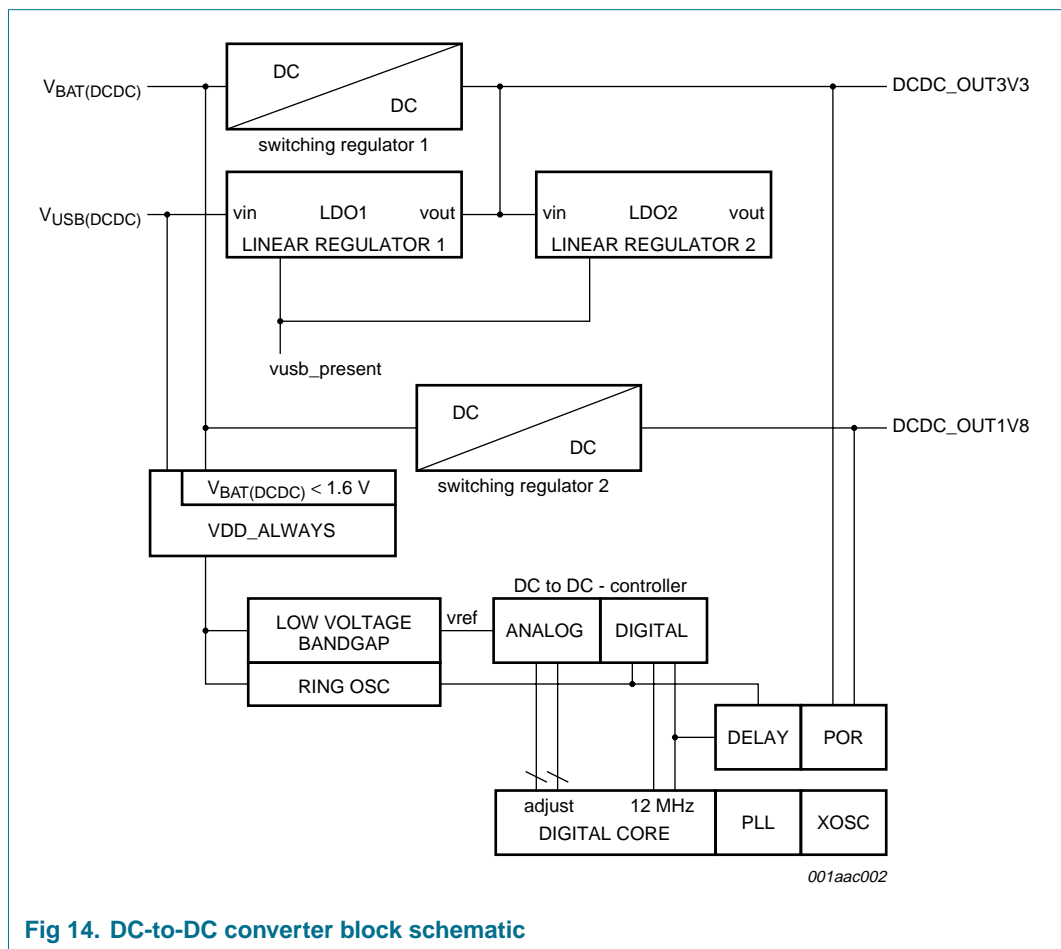 DC
DC
V_BAT(DCDC)
DCDC_OUT3V3
switching regulator 1
V_USB(DCDC)
vin LDO1 vout
LINEAR REGULATOR 1
vin LDO2 vout
LINEAR REGULATOR 2
vusb_present
DC
DC
DCDC_OUT1V8
switching regulator 2
V_BAT(DCDC) < 1.6 V
VDD_ALWAYS
DC to DC - controller
LOW VOLTAGE
BANDGAP
vref
ANALOG
DIGITAL
RING OSC
DELAY
POR
adjust
12 MHz
DIGITAL CORE
PLL
XOSC
001aac002
Fig 14. DC-to-DC converter block schematic